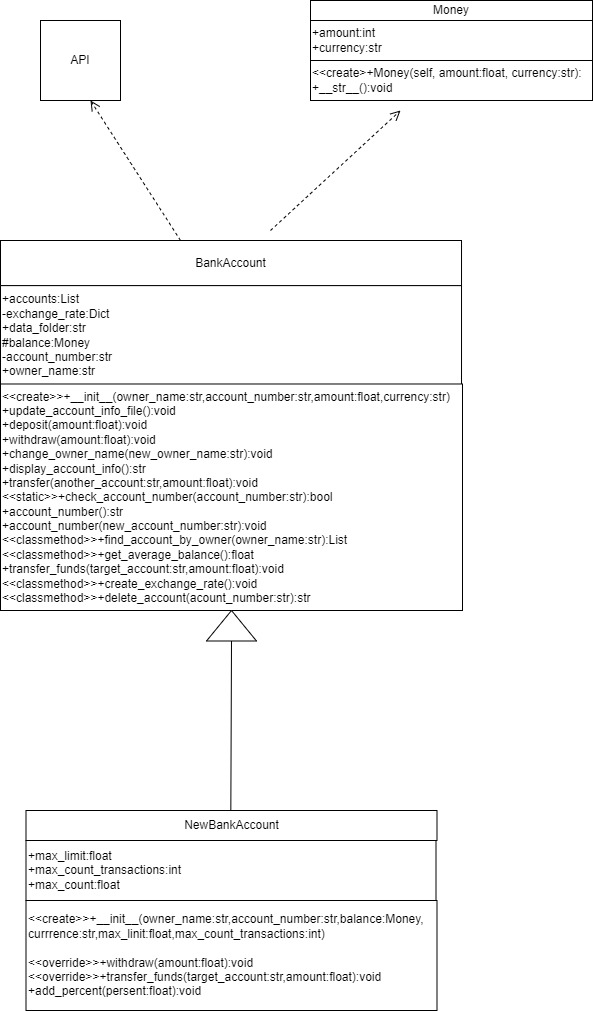 Money
+amount:int
+currency:str
<<create>>+Money(self, amount:float, currency:str):
+__str__():void
API
BankAccount
+accounts:List
-exchange_rate:Dict
+data_folder:str
#balance:Money
-account_number:str
+owner_name:str
<<create>>+__init__(owner_name:str,account_number:str,amount:float,currency:str)
+update_account_info_file():void
+deposit(amount:float):void
+withdraw(amount:float):void
+change_owner_name(new_owner_name:str):void
+display_account_info():str
+transfer(another_account:str,amount:float):void
<<static>>+check_account_number(account_number:str):bool
+account_number():str
+account_number(new_account_number:str):void
<<classmethod>>+find_account_by_owner(owner_name:str):List
<<classmethod>>+get_average_balance():float
+transfer_funds(target_account:str,amount:float):void
<<classmethod>>+create_exchange_rate():void
<<classmethod>>+delete_account(acount_number:str):str
NewBankAccount
+max_limit:float
+max_count_transactions:int
+max_count:float
<<create>>+__init__(owner_name:str,account_number:str,balance:Money,
currrence:str,max_linit:float,max_count_transactions:int)
<<override>>+withdraw(amount:float):void
<<override>>+transfer_funds(target_account:str,amount:float):void
+add_percent(persent:float):void